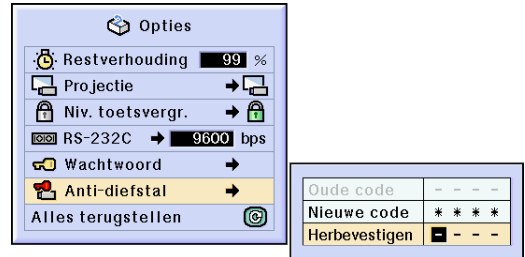 Opties
Restverhouding 99 %
Projectie
Niv. toetsvergr.
RS-232C 9600 bps
Wachtwoord
Anti-diefstal
Alles terugstellen
Oude code - - - -
Nieuwe code * * * *
Herbevestigen - - - -